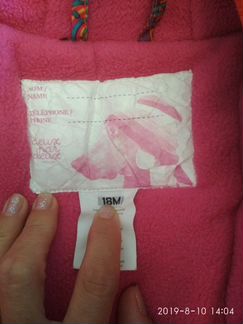 NOM/
NAME
TÉLÉPHONE/
PHONE
deux
par
deux
18M
2019-8-10 14:04